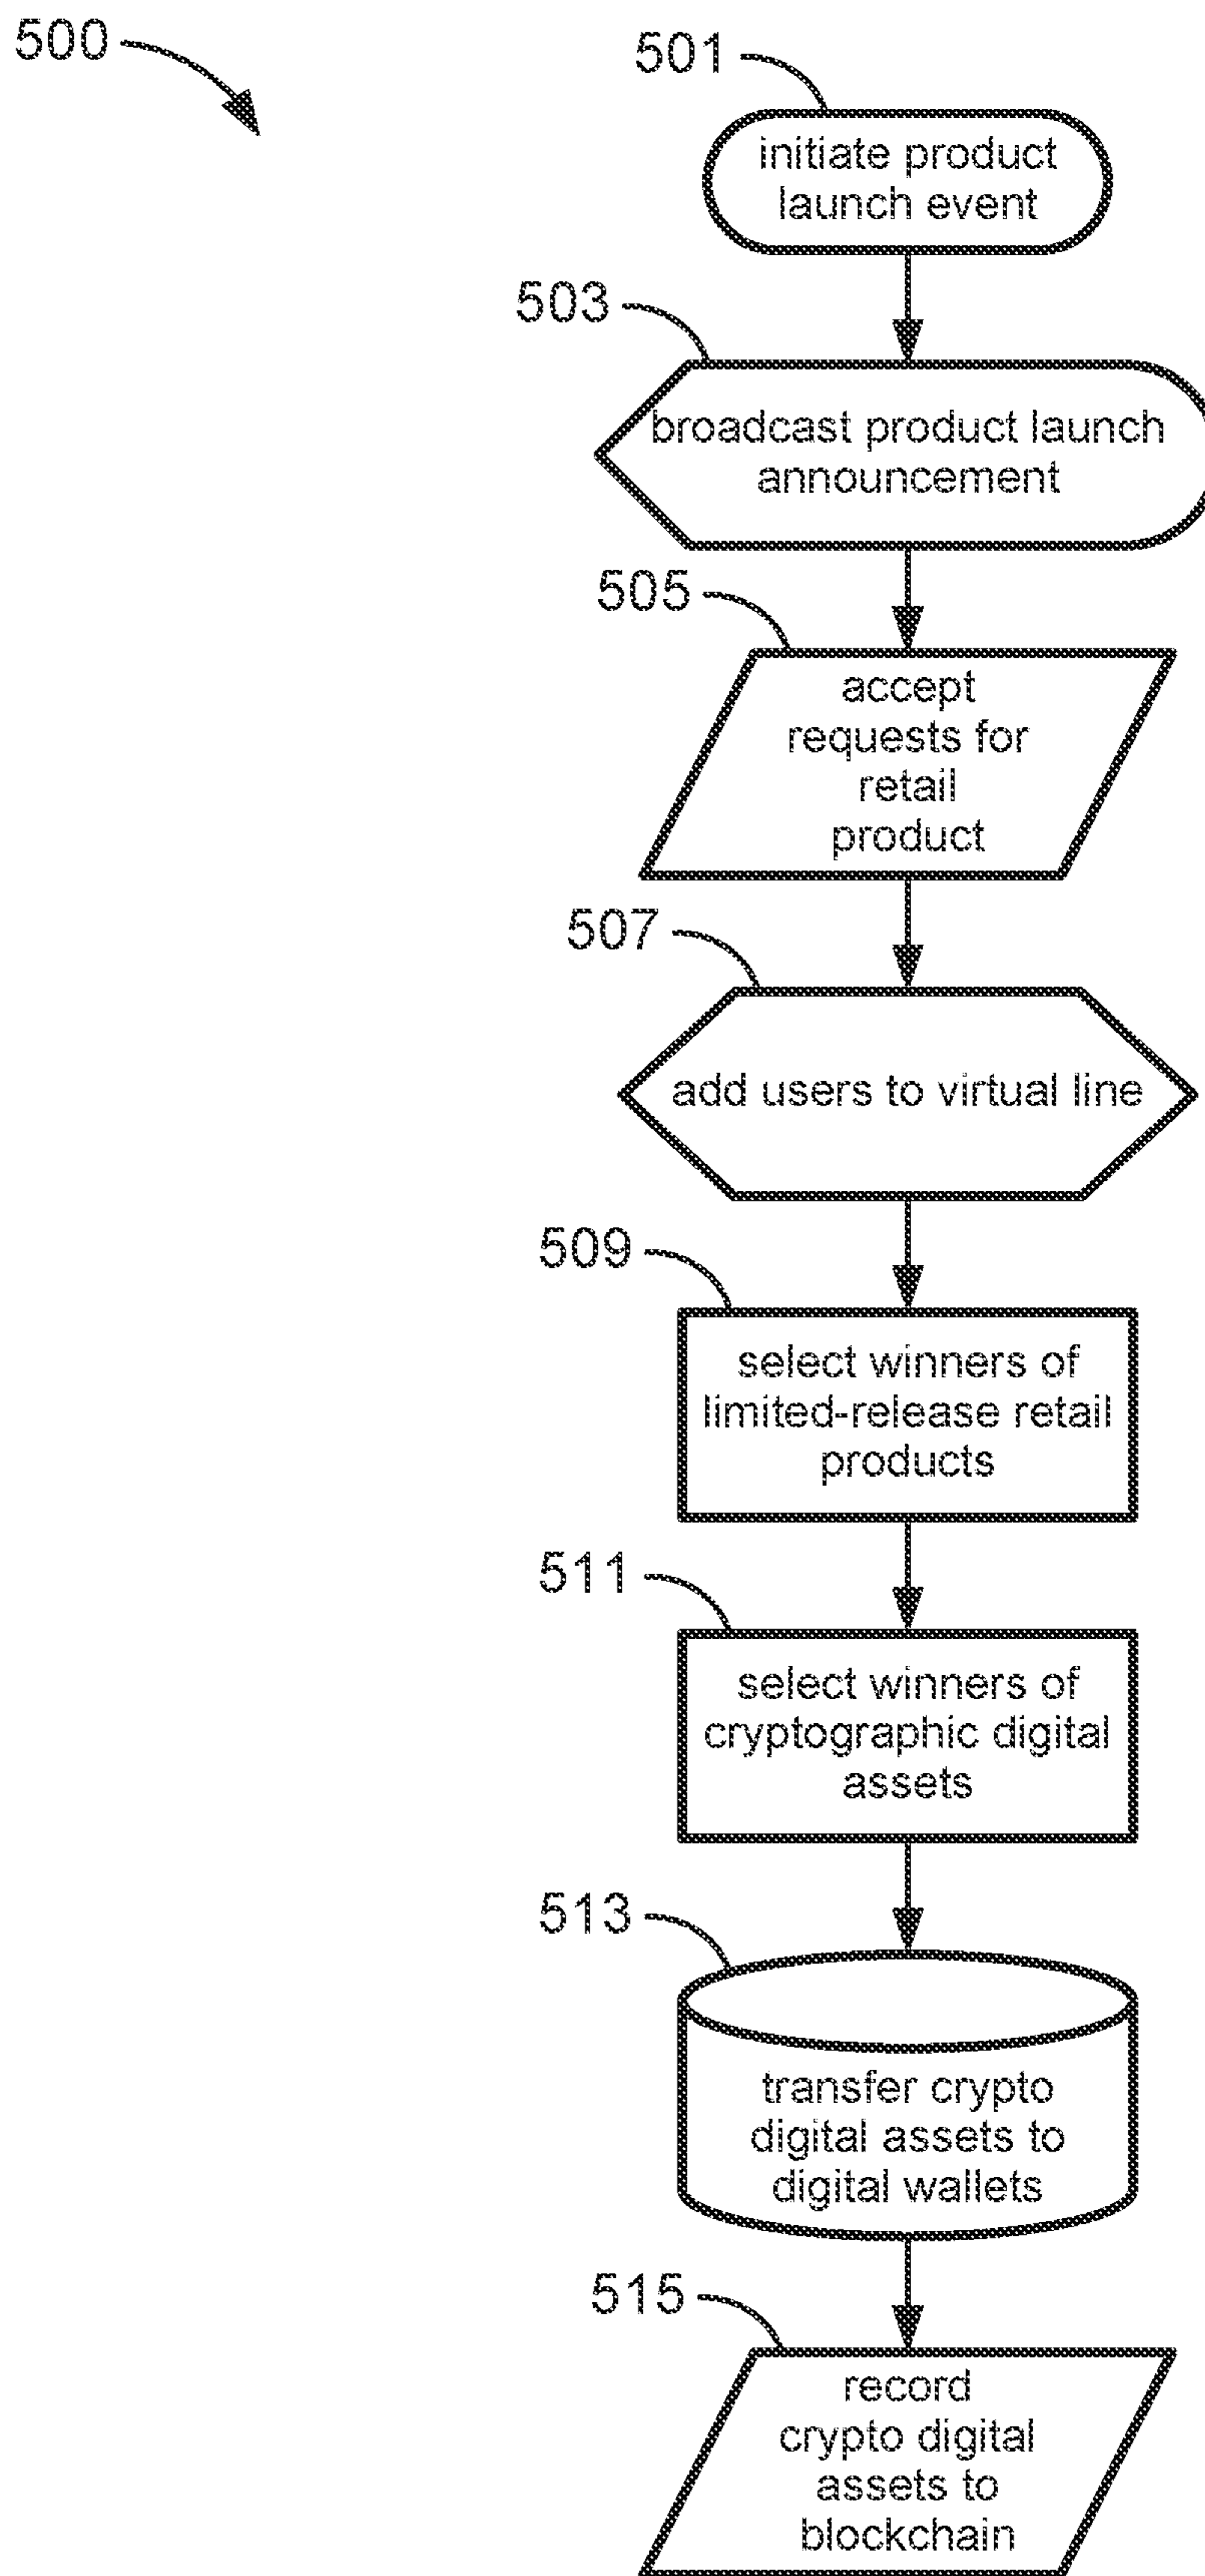 500
501
initiate product
launch event
503
broadcast product launch
announcement
505
accept
requests for
retail
product
507
add users to virtual line
509
select winners of
limited-release retail
products
511
select winners of
cryptographic digital
assets
513
transfer crypto
digital assets to
digital wallets
515
record
crypto digital
assets to
blockchain